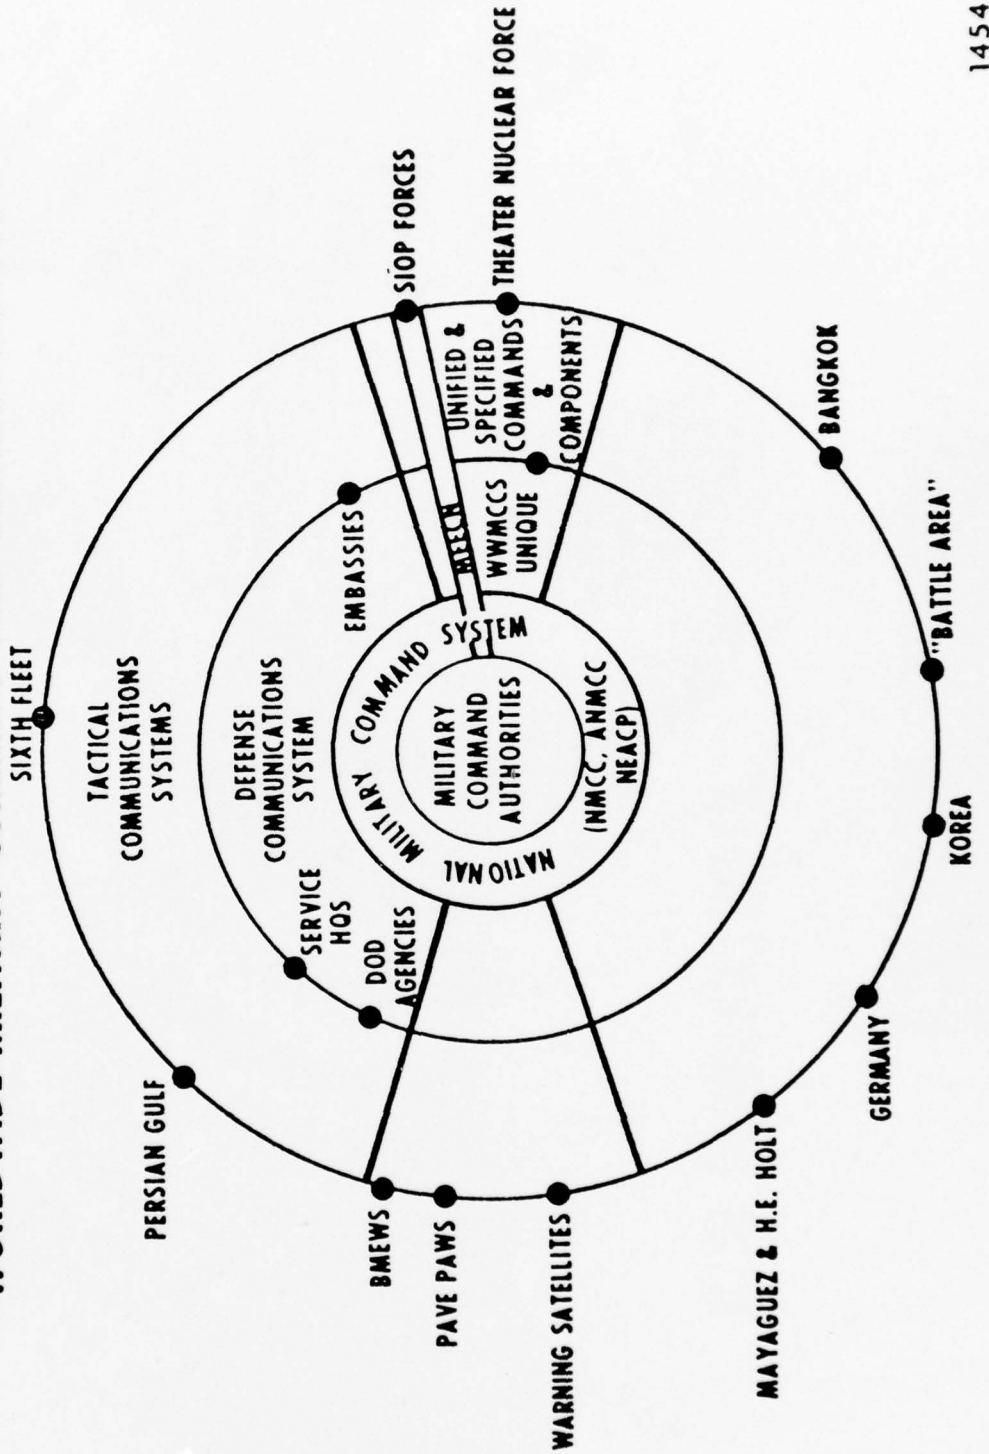 SIXTH FLEET
TACTICAL
COMMUNICATIONS
SYSTEMS
PERSIAN GULF
DEFENSE
COMMUNICATIONS
SYSTEM
SERVICE
HQS
DOD
AGENCIES
EMBASSIES
SIOP FORCES
BMEWS
PAVE PAWS
WARNING SATELLITES
NATIONAL MILITARY COMMAND SYSTEM
MILITARY
COMMAND
AUTHORITIES
(NMCC, ANMCC
NEACP)
MEECN
WWMCCS
UNIQUE
UNIFIED &
SPECIFIED
COMMANDS
&
COMPONENTS
THEATER NUCLEAR FORCE
MAYAGUEZ & H.E. HOLT
GERMANY
KOREA
"BATTLE AREA"
BANGKOK
1454